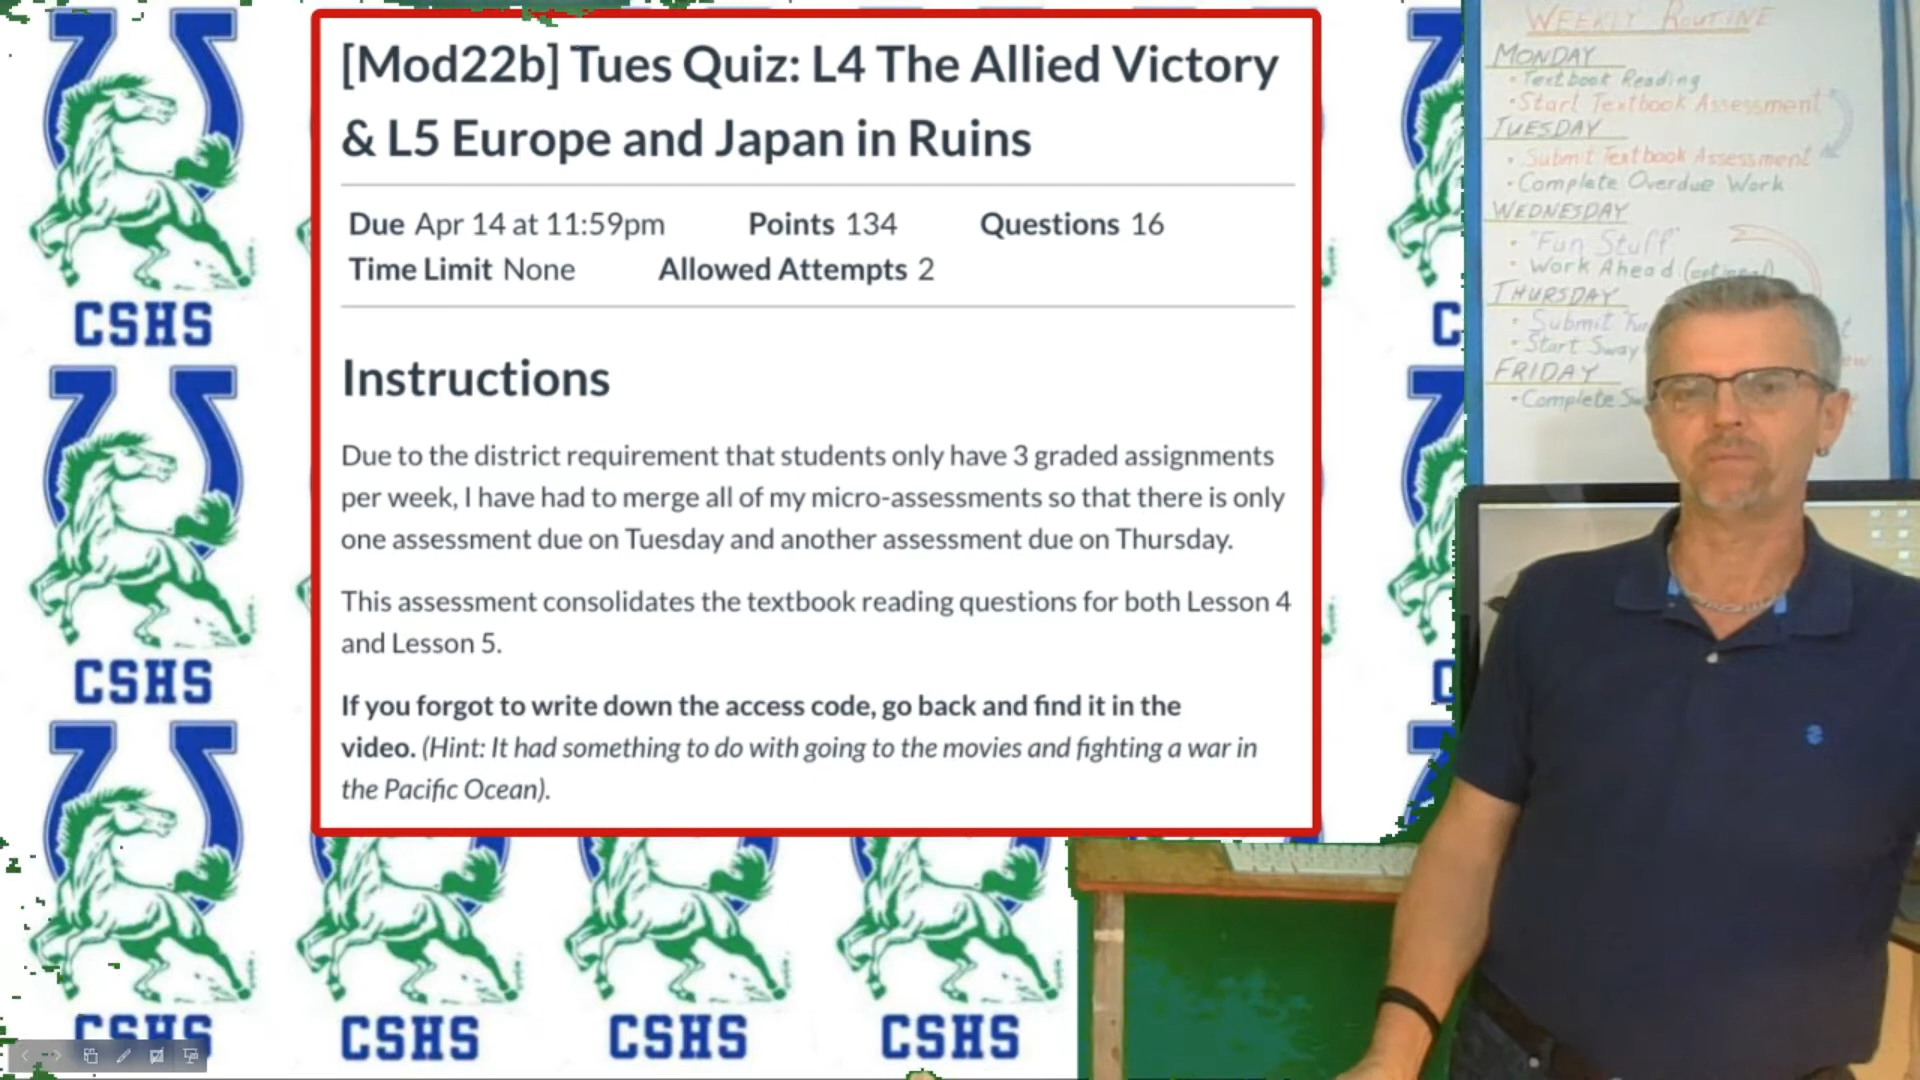 [Mod22b] Tues Quiz: L4 The Allied Victory
& L5 Europe and Japan in Ruins
Due Apr 14 at 11:59pm Points 134 Questions 16
Time Limit None Allowed Attempts 2
Instructions
Due to the district requirement that students only have 3 graded assignments
per week, I have had to merge all of my micro-assessments so that there is only
one assessment due on Tuesday and another assessment due on Thursday.
This assessment consolidates the textbook reading questions for both Lesson 4
and Lesson 5.
If you forgot to write down the access code, go back and find it in the
video. (Hint: It had something to do with going to the movies and fighting a war in
the Pacific Ocean).
WEEKLY ROUTINE
MONDAY
• Textbook Reading
• Start Textbook Assessment
TUESDAY
• Submit Textbook Assessment
• Complete Overdue Work
WEDNESDAY
• "Fun Stuff"
• Work Ahead (optional)
THURSDAY
• Submit
• Start Sway
FRIDAY
• Complete
CSHS
CSHS
CSHS
CSHS
CSHS
CSHS